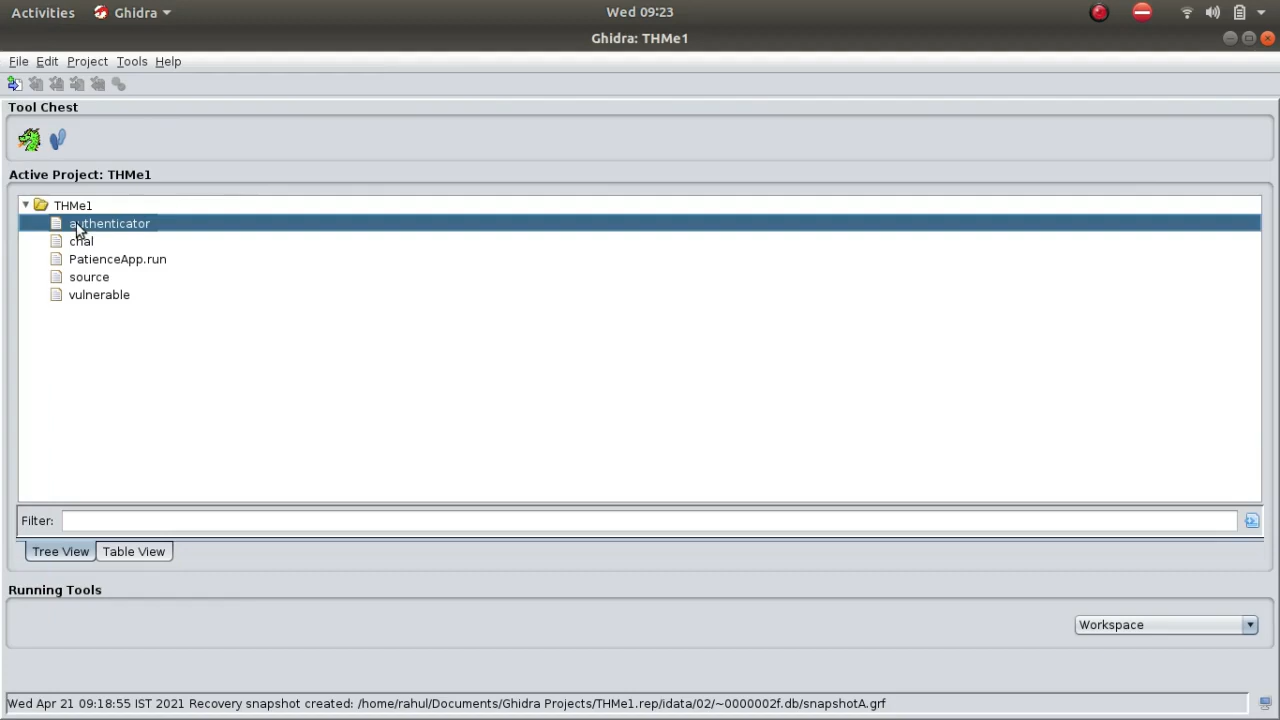 Activities Ghidra Wed 09:23
Ghidra: THMe1
File Edit Project Tools Help
Tool Chest
Active Project: THMe1
THMe1
authenticator
chal
PatienceApp.run
source
vulnerable
Filter:
Tree View Table View
Running Tools
Workspace
Wed Apr 21 09:18:55 IST 2021 Recovery snapshot created: /home/rahul/Documents/Ghidra Projects/THMe1.rep/idata/02/~0000002f.db/snapshotA.grf